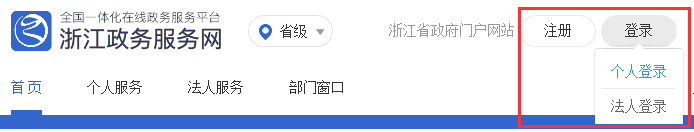 全国一体化在线政务服务平台
浙江政务服务网
省级
浙江省政府门户网站
注册
登录
个人登录
法人登录
首页
个人服务
法人服务
部门窗口